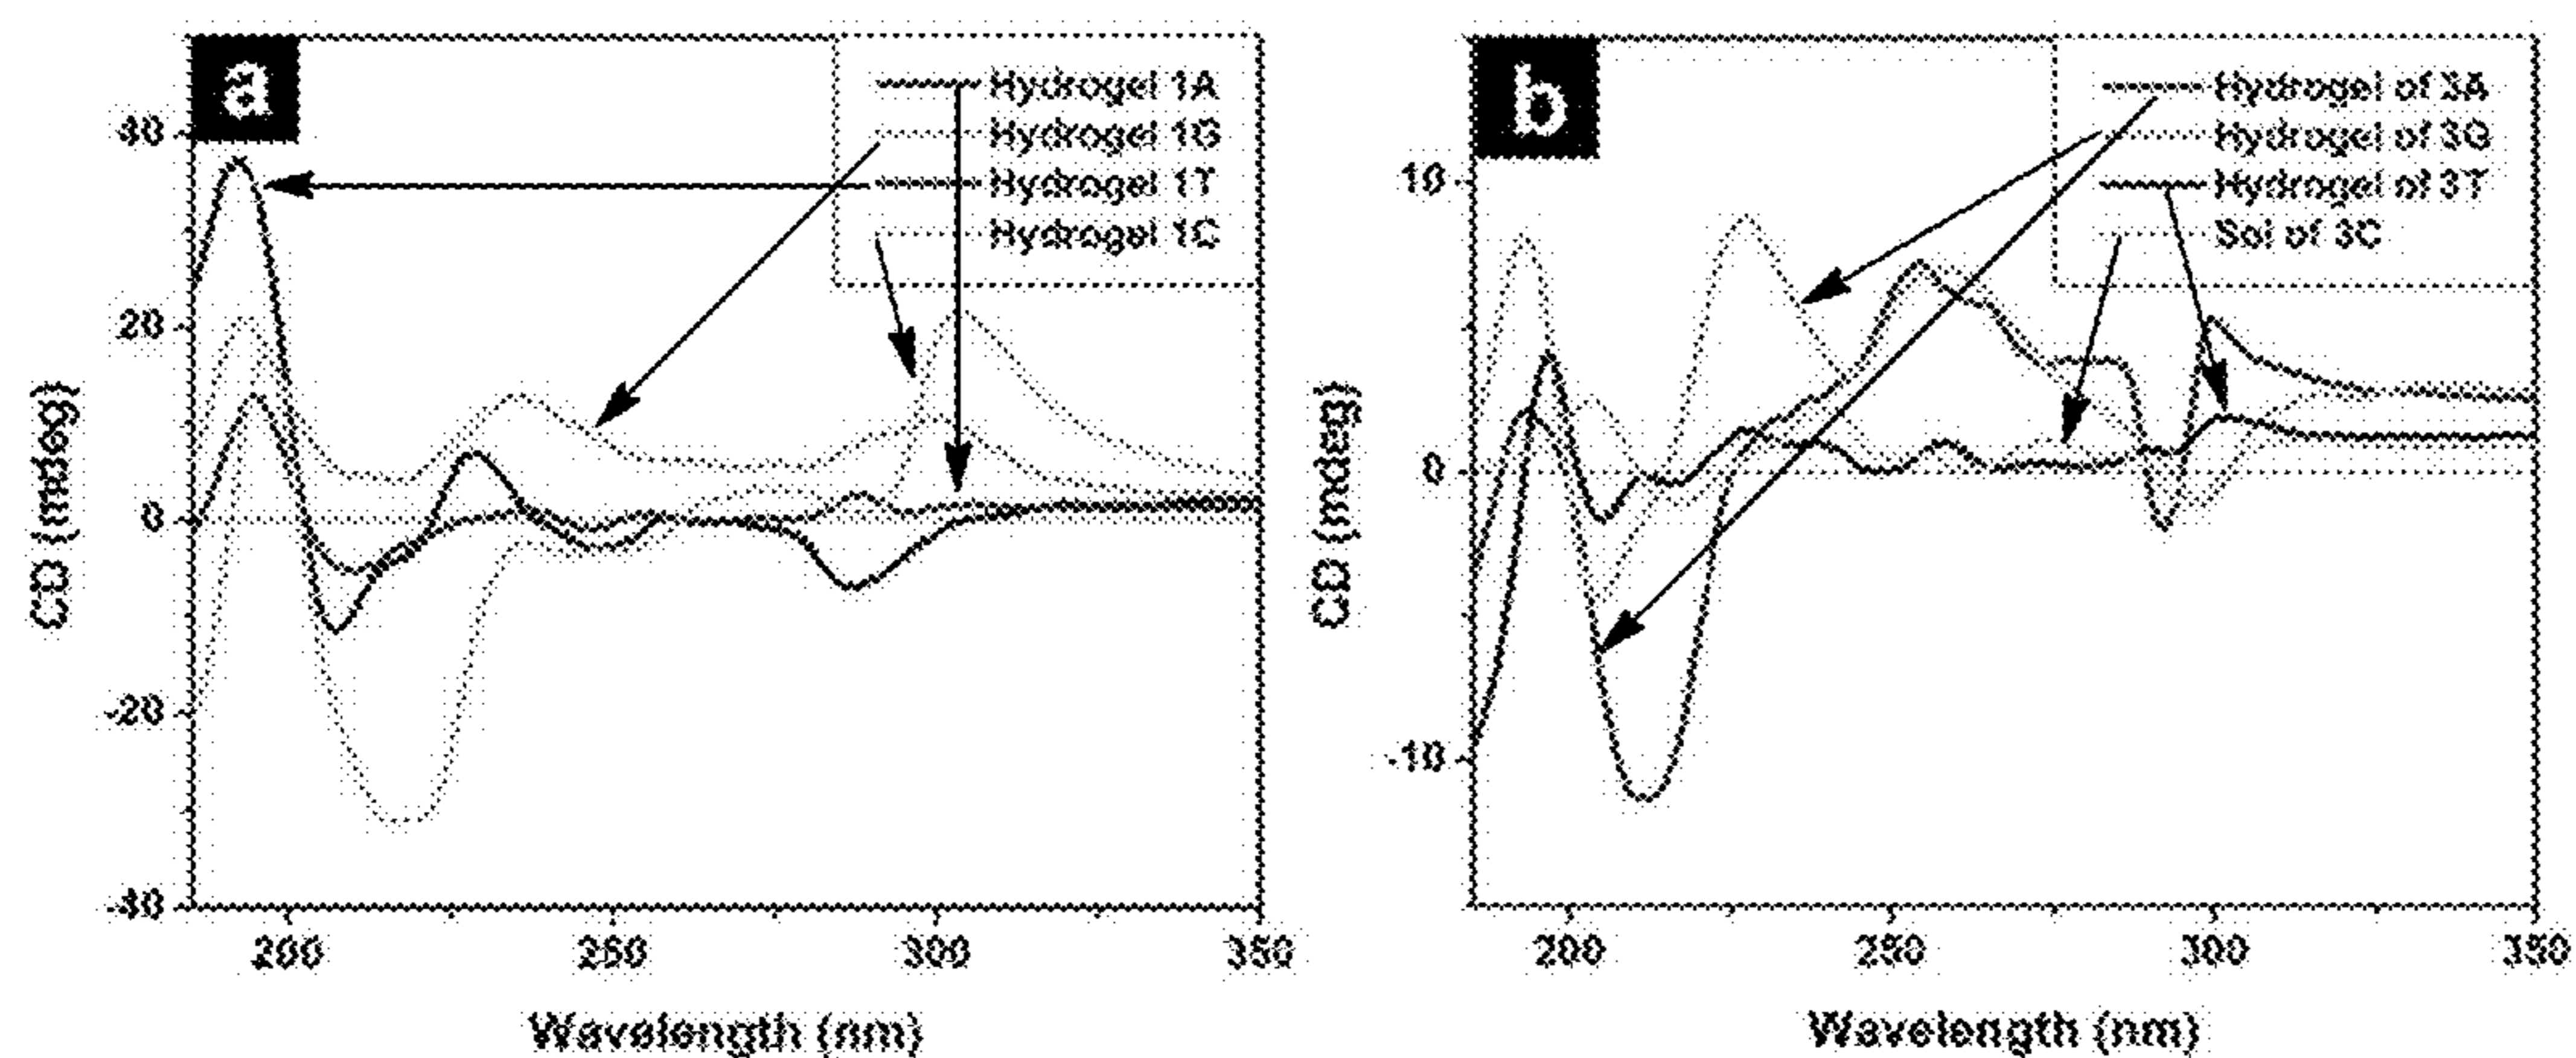 a
Hydrogel 1A
Hydrogel 1G
Hydrogel 1T
Hydrogel 1C
40
20
0
-20
-40
CD (mdeg)
200
250
300
350
Wavelength (nm)
b
Hydrogel of 3A
Hydrogel of 3G
Hydrogel of 3T
Sol of 3C
10
0
-10
CD (mdeg)
200
250
300
350
Wavelength (nm)